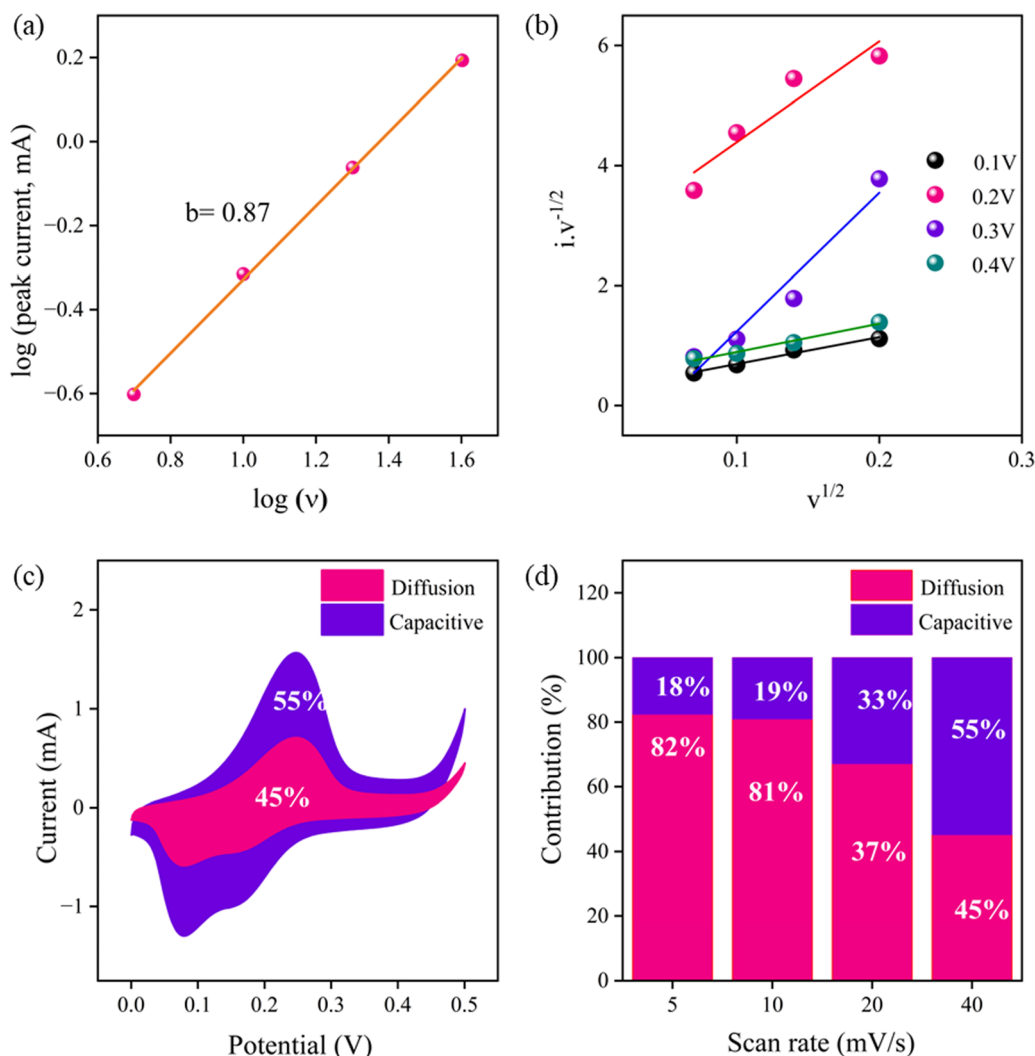 (a)
0.2
0.0
−0.2
−0.4
−0.6
log (peak current, mA)
b= 0.87
0.6
0.8
1.0
1.2
1.4
1.6
log (ν)
(b)
6
4
2
0
i.v-1/2
0.1V
0.2V
0.3V
0.4V
0.1
0.2
0.3
v1/2
(c)
2
1
0
−1
Current (mA)
Diffusion
Capacitive
55%
45%
0.0
0.1
0.2
0.3
0.4
0.5
Potential (V)
(d)
120
100
80
60
40
20
0
Contribution (%)
Diffusion
Capacitive
18%
19%
33%
55%
82%
81%
37%
45%
5
10
20
40
Scan rate (mV/s)